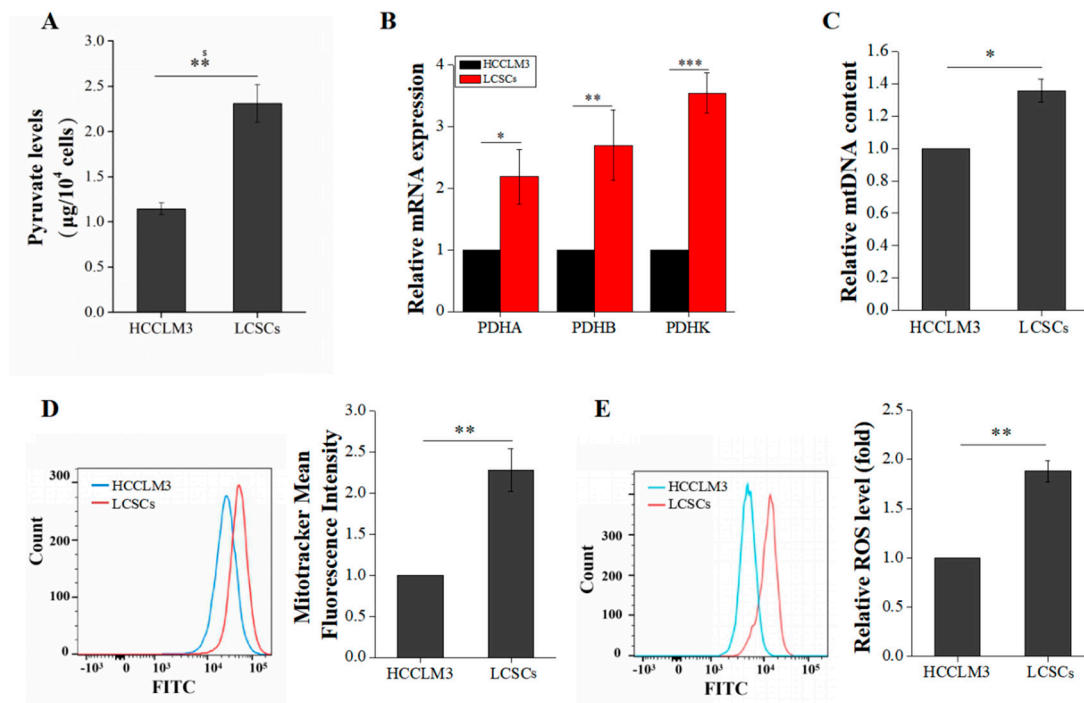 A
Pyruvate levels
(μg/10⁴ cells)
3.0
2.5
2.0
1.5
1.0
0.5
0.0
**
$
HCCLM3
LCSCs
B
Relative mRNA expression
4
3
2
1
0
HCCLM3
LCSCs
*
**
***
PDHA
PDHB
PDHK
C
Relative mtDNA content
1.6
1.4
1.2
1.0
0.8
0.6
0.4
0.2
0.0
*
HCCLM3
LCSCs
D
Count
300
200
100
0
HCCLM3
LCSCs
-10³
0
10³
10⁴
10⁵
FITC
Mitotracker Mean
Fluorescence Intensity
3.0
2.5
2.0
1.5
1.0
0.5
0.0
**
HCCLM3
LCSCs
E
Count
400
300
200
100
0
HCCLM3
LCSCs
-10³
0
10³
10⁴
10⁵
FITC
Relative ROS level (fold)
2.5
2.0
1.5
1.0
0.5
0.0
**
HCCLM3
LCSCs